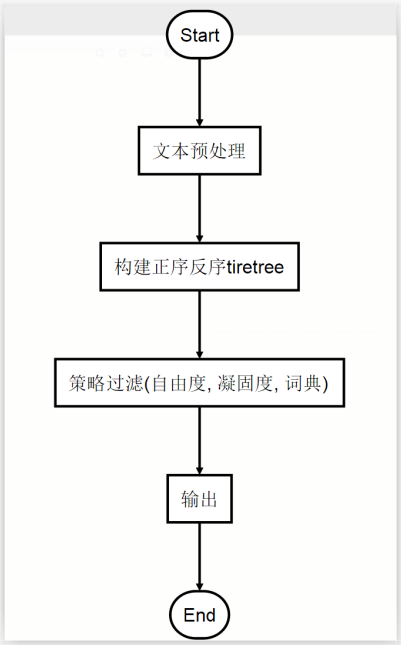 Start
文本预处理
构建正序反序tiretree
策略过滤(自由度, 凝固度, 词典)
输出
End